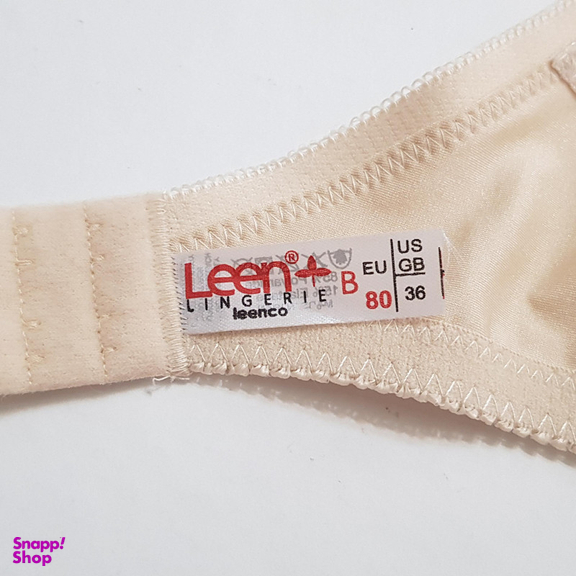 Leen+®
LINGERIE
leenco
B
EU
80
US
GB
36
Snapp!
Shop